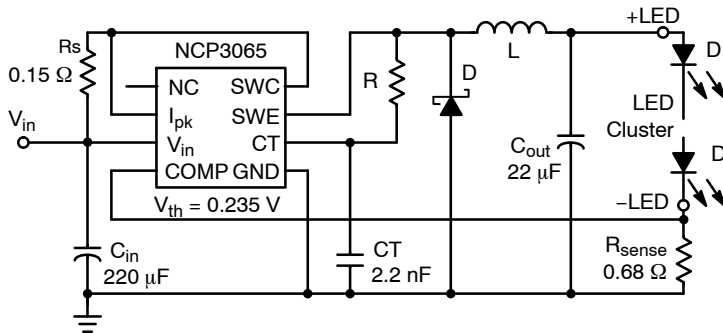 +LED
Rs
0.15 Ω
NCP3065
L
D
R
D
NC
SWC
Ipk
SWE
LED
Cluster
Vin
Vin
CT
COMP
GND
Cout
22 μF
D
Vth = 0.235 V
−LED
Cin
220 μF
CT
2.2 nF
Rsense
0.68 Ω